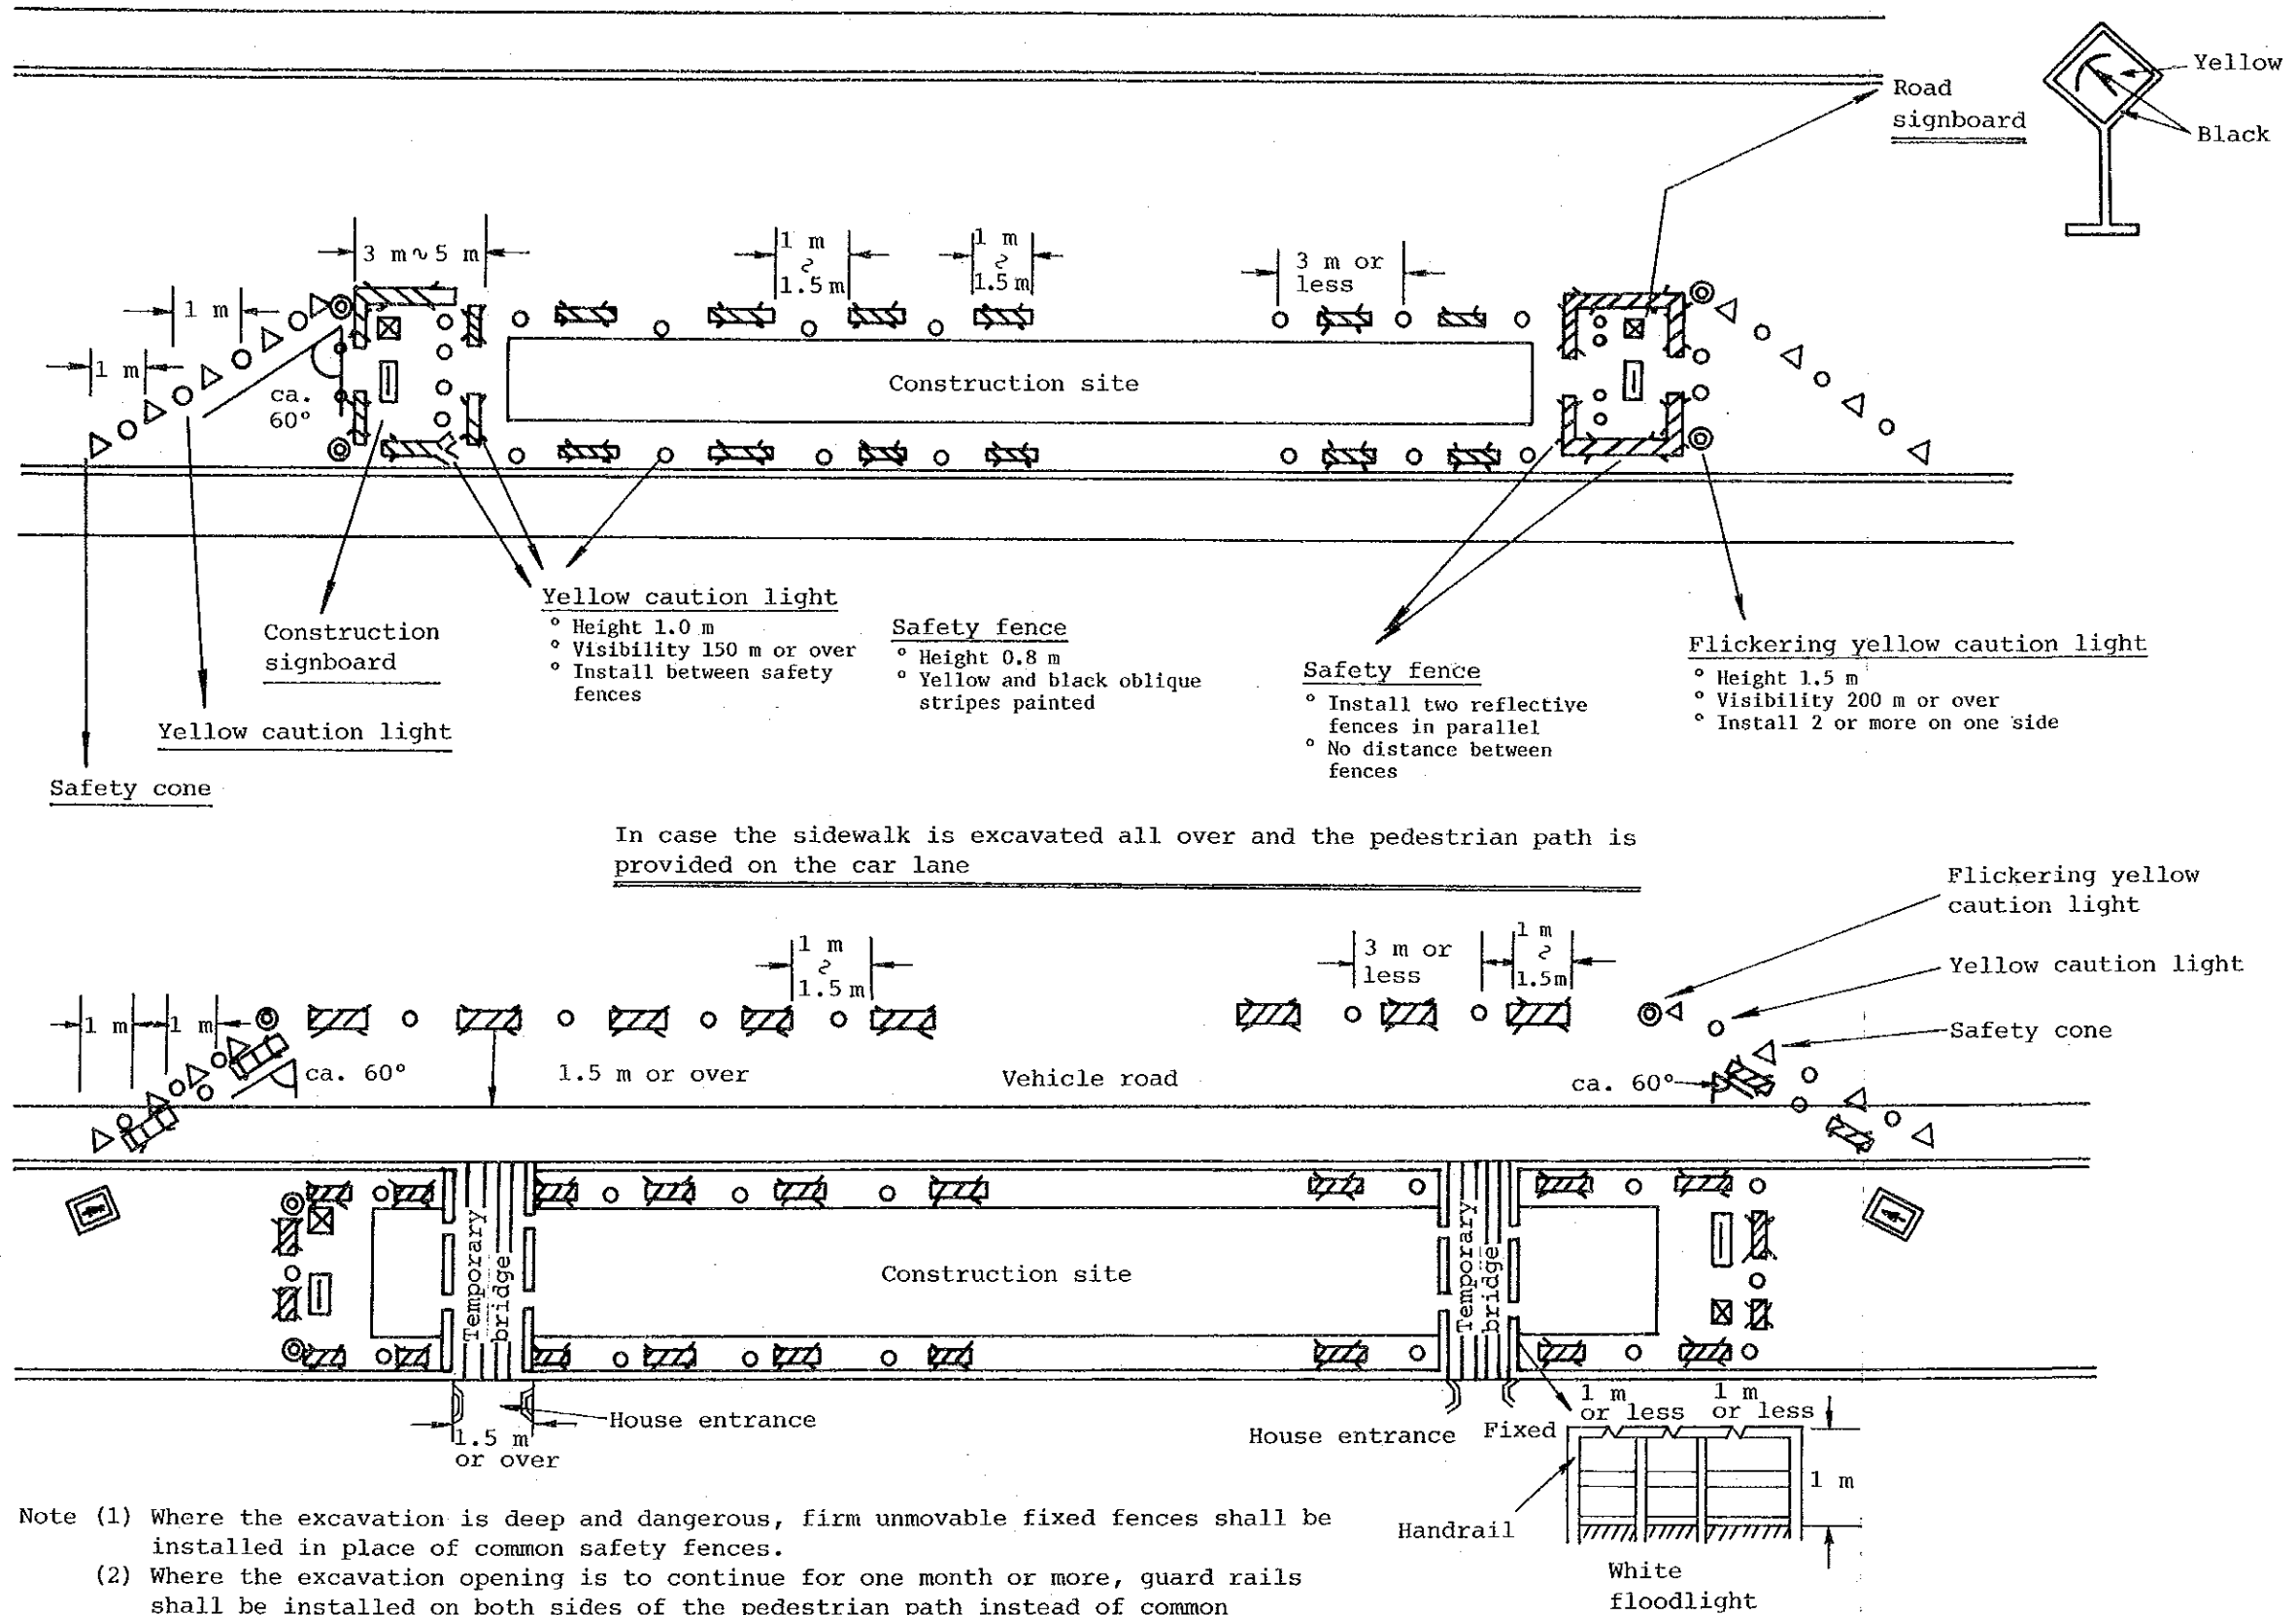 Yellow
Road
signboard
Black
3 m ~ 5 m
1 m
~
1.5 m
1 m
~
1.5 m
3 m or
less
1 m
1 m
ca.
60°
Construction site
Yellow caution light
° Height 1.0 m
° Visibility 150 m or over
° Install between safety
fences
Safety fence
° Height 0.8 m
° Yellow and black oblique
stripes painted
Construction
signboard
Safety fence
° Install two reflective
fences in parallel
° No distance between
fences
Flickering yellow caution light
° Height 1.5 m
° Visibility 200 m or over
° Install 2 or more on one side
Yellow caution light
Safety cone
In case the sidewalk is excavated all over and the pedestrian path is
provided on the car lane
Flickering yellow
caution light
1 m
~
1.5 m
3 m or
less
1 m
~
1.5m
Yellow caution light
1 m
1 m
Safety cone
ca. 60°
1.5 m or over
Vehicle road
ca. 60°
Temporary
bridge
Construction site
Temporary
bridge
House entrance
1.5 m
or over
House entrance
Fixed
1 m
or less
1 m
or less
1 m
Handrail
White
floodlight
Note (1) Where the excavation is deep and dangerous, firm unmovable fixed fences shall be
installed in place of common safety fences.
(2) Where the excavation opening is to continue for one month or more, guard rails
shall be installed on both sides of the pedestrian path instead of common